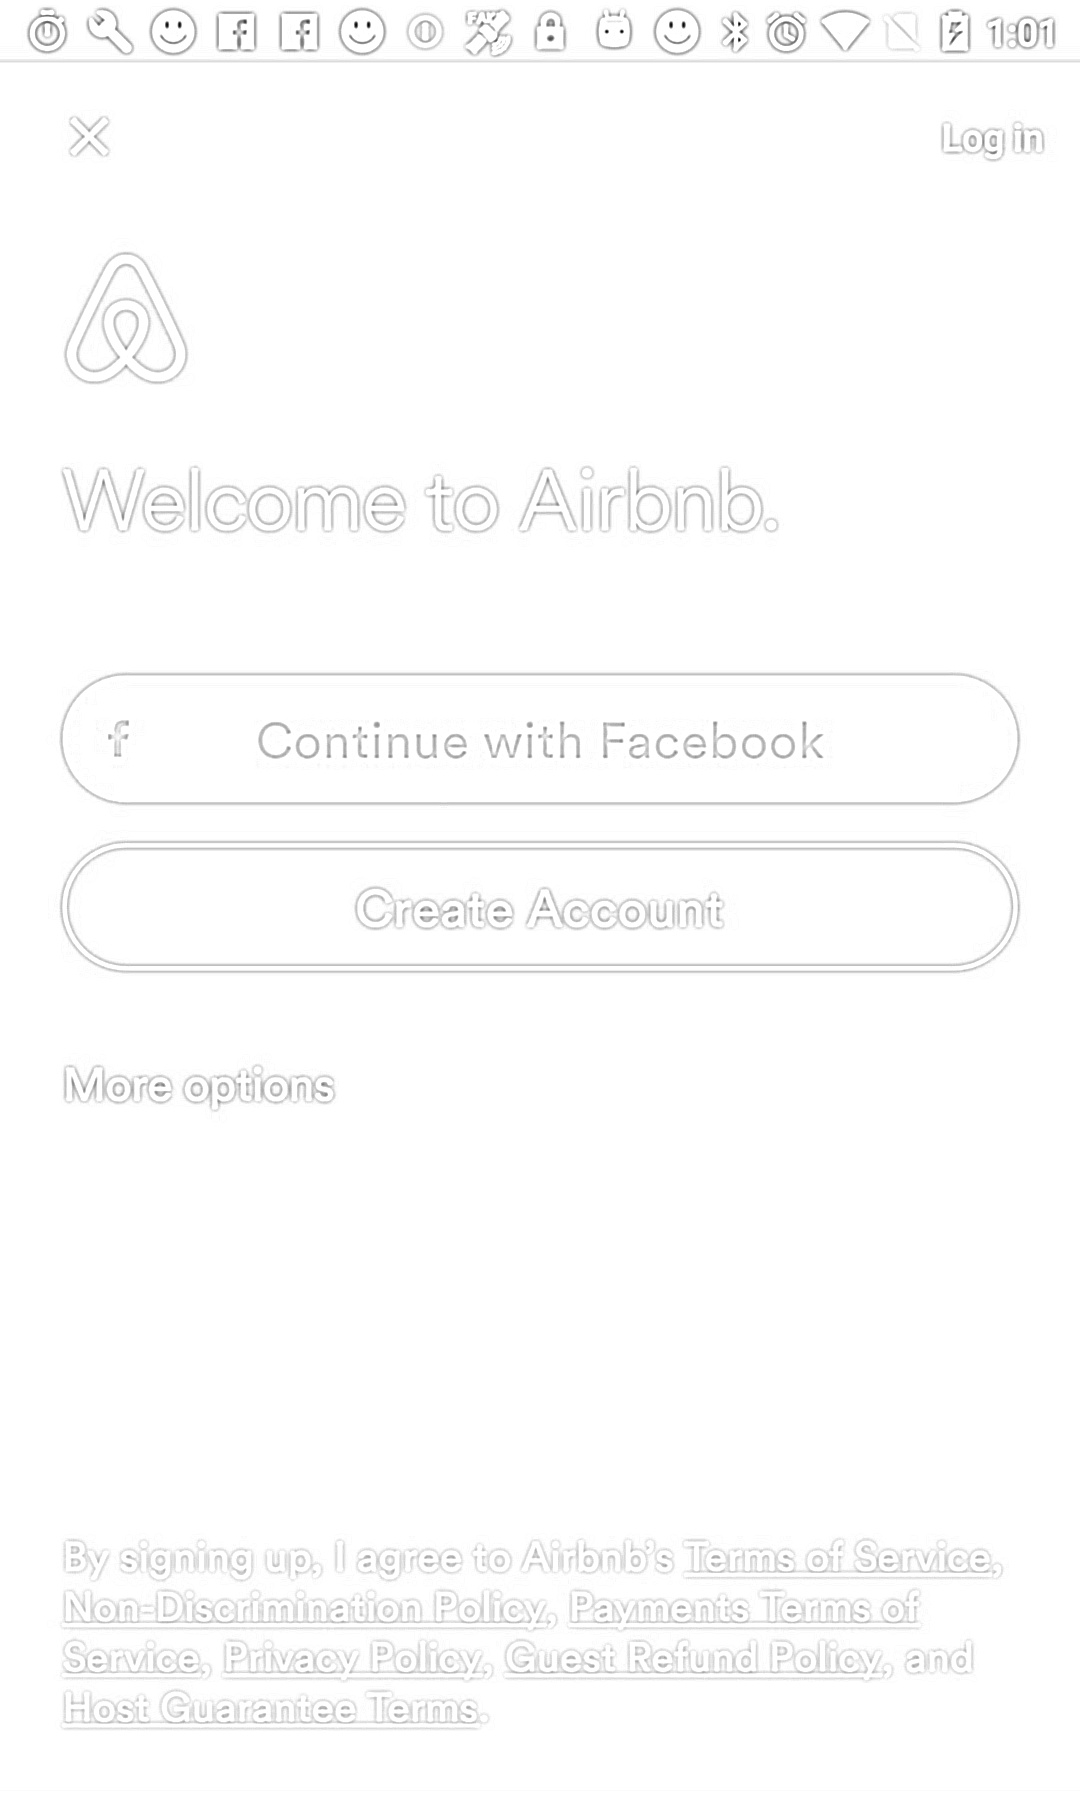 1:01
Log in
Welcome to Airbnb.
f Continue with Facebook
Create Account
More options
By signing up, I agree to Airbnb's Terms of Service,
Non-Discrimination Policy, Payments Terms of
Service, Privacy Policy, Guest Refund Policy, and
Host Guarantee Terms.